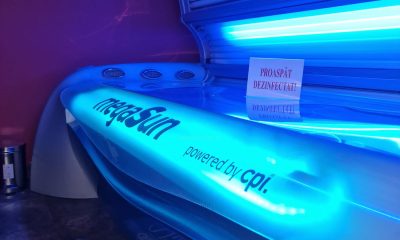 PROASPĂT
DEZINFECTAT!
megaSun
powered by cpi.